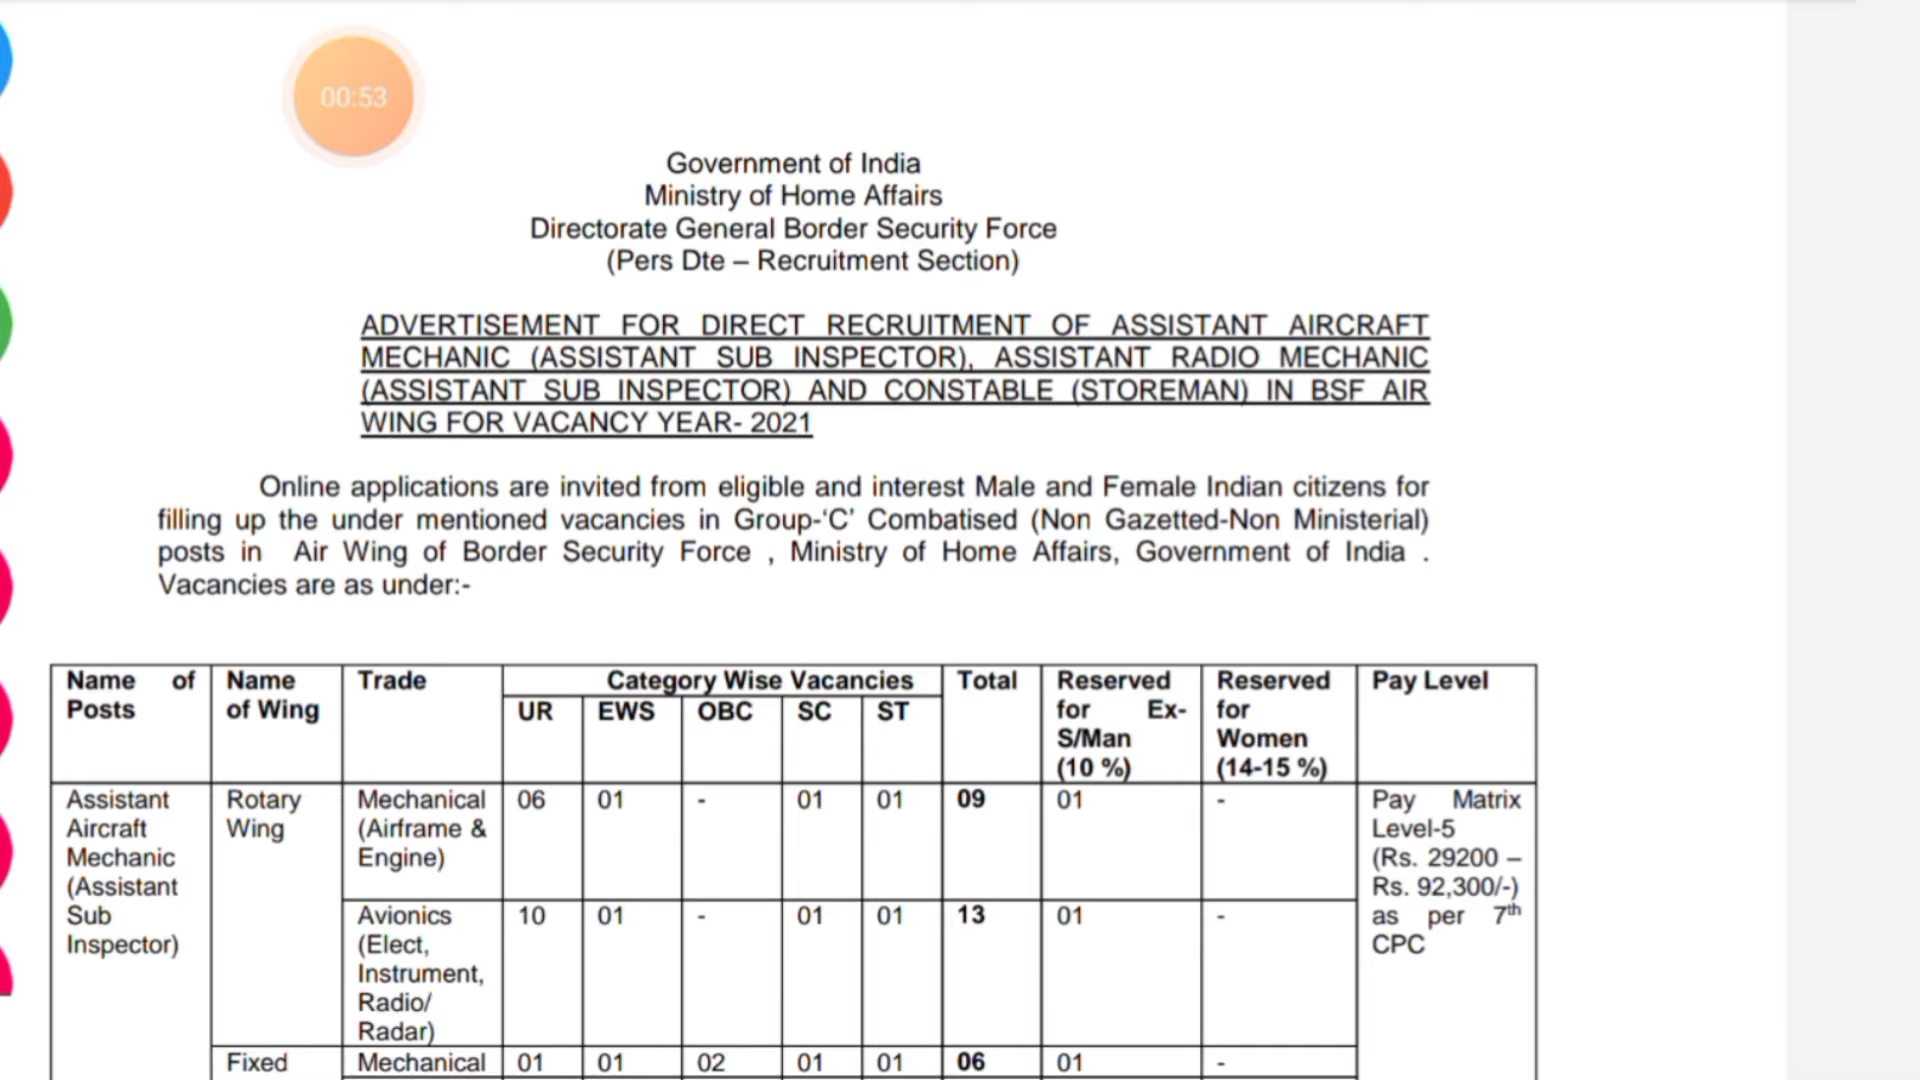 00:53
Government of India
Ministry of Home Affairs
Directorate General Border Security Force
(Pers Dte – Recruitment Section)
ADVERTISEMENT FOR DIRECT RECRUITMENT OF ASSISTANT AIRCRAFT
MECHANIC (ASSISTANT SUB INSPECTOR), ASSISTANT RADIO MECHANIC
(ASSISTANT SUB INSPECTOR) AND CONSTABLE (STOREMAN) IN BSF AIR
WING FOR VACANCY YEAR- 2021
Online applications are invited from eligible and interest Male and Female Indian citizens for
filling up the under mentioned vacancies in Group-‘C’ Combatised (Non Gazetted-Non Ministerial)
posts in Air Wing of Border Security Force , Ministry of Home Affairs, Government of India .
Vacancies are as under:-
Name of Posts | Name of Wing | Trade | Category Wise Vacancies | Total | Reserved for Ex-S/Man (10 %) | Reserved for Women (14-15 %) | Pay Level
UR | EWS | OBC | SC | ST
Assistant Aircraft Mechanic (Assistant Sub Inspector) | Rotary Wing | Mechanical (Airframe & Engine) | 06 | 01 | - | 01 | 01 | 09 | 01 | - | Pay Matrix Level-5 (Rs. 29200 – Rs. 92,300/-) as per 7th CPC
Avionics (Elect, Instrument, Radio/ Radar) | 10 | 01 | - | 01 | 01 | 13 | 01 | -
Fixed | Mechanical | 01 | 01 | 02 | 01 | 01 | 06 | 01 | -